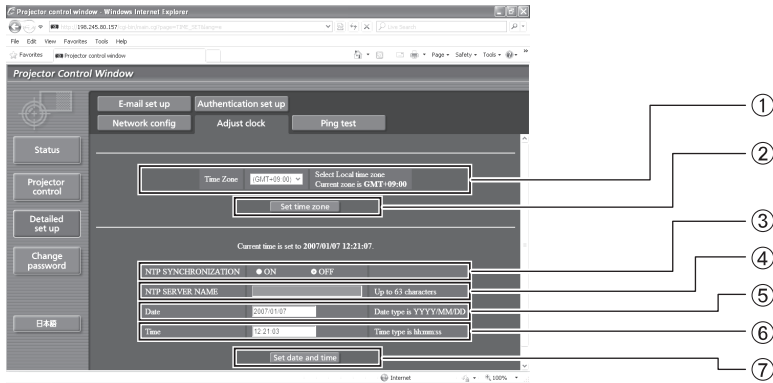 Projector Control window - Windows Internet Explorer
198.245.80.157
Live Search
File Edit View Favorites Tools Help
Favorites Projector control window
Page Safety Tools
Projector Control Window
E-mail set up Authentication set up
Network config Adjust clock Ping test
Status
Projector control
Detailed set up
Change password
日本語
Time Zone (GMT+09:00) Select Local time zone
Current zone is GMT+09:00
Set time zone
Current time is set to 2007/01/07 12:21:07.
NTP SYNCHRONIZATION ON OFF
NTP SERVER NAME Up to 63 characters
Date 2007/01/07 Date type is YYYY/MM/DD
Time 12:21:03 Time type is hh:mm:ss
Set date and time
Internet 100%
①
②
③
④
⑤
⑥
⑦